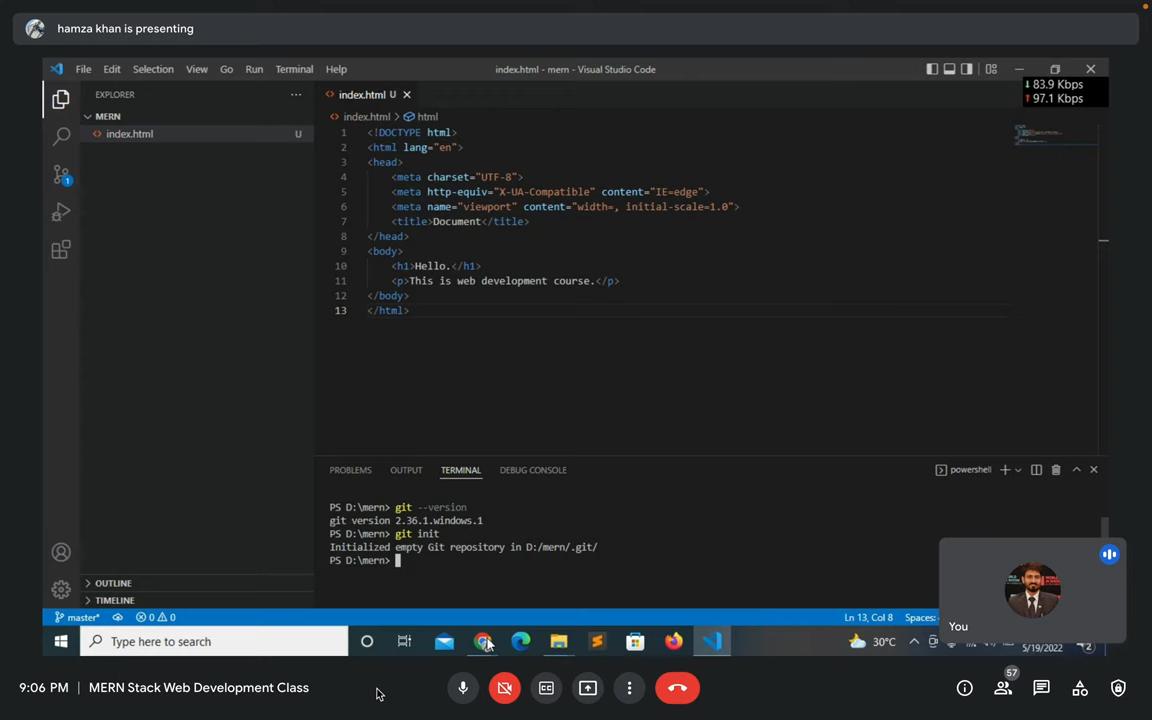 hamza khan is presenting
File Edit Selection View Go Run Terminal Help
index.html - mern - Visual Studio Code
83.9 Kbps
97.1 Kbps
EXPLORER
MERN
index.html U
index.html U
index.html > html
1 <!DOCTYPE html>
2 <html lang="en">
3 <head>
4 <meta charset="UTF-8">
5 <meta http-equiv="X-UA-Compatible" content="IE=edge">
6 <meta name="viewport" content="width=, initial-scale=1.0">
7 <title>Document</title>
8 </head>
9 <body>
10 <h1>Hello.</h1>
11 <p>This is web development course.</p>
12 </body>
13 </html>
1
PROBLEMS OUTPUT TERMINAL DEBUG CONSOLE
powershell
PS D:\mern> git --version
git version 2.36.1.windows.1
PS D:\mern> git init
Initialized empty Git repository in D:/mern/.git/
PS D:\mern>
OUTLINE
TIMELINE
You
master* 0 0
Ln 13, Col 8 Spaces:
Type here to search
30°C
5/19/2022
2
9:06 PM | MERN Stack Web Development Class
57